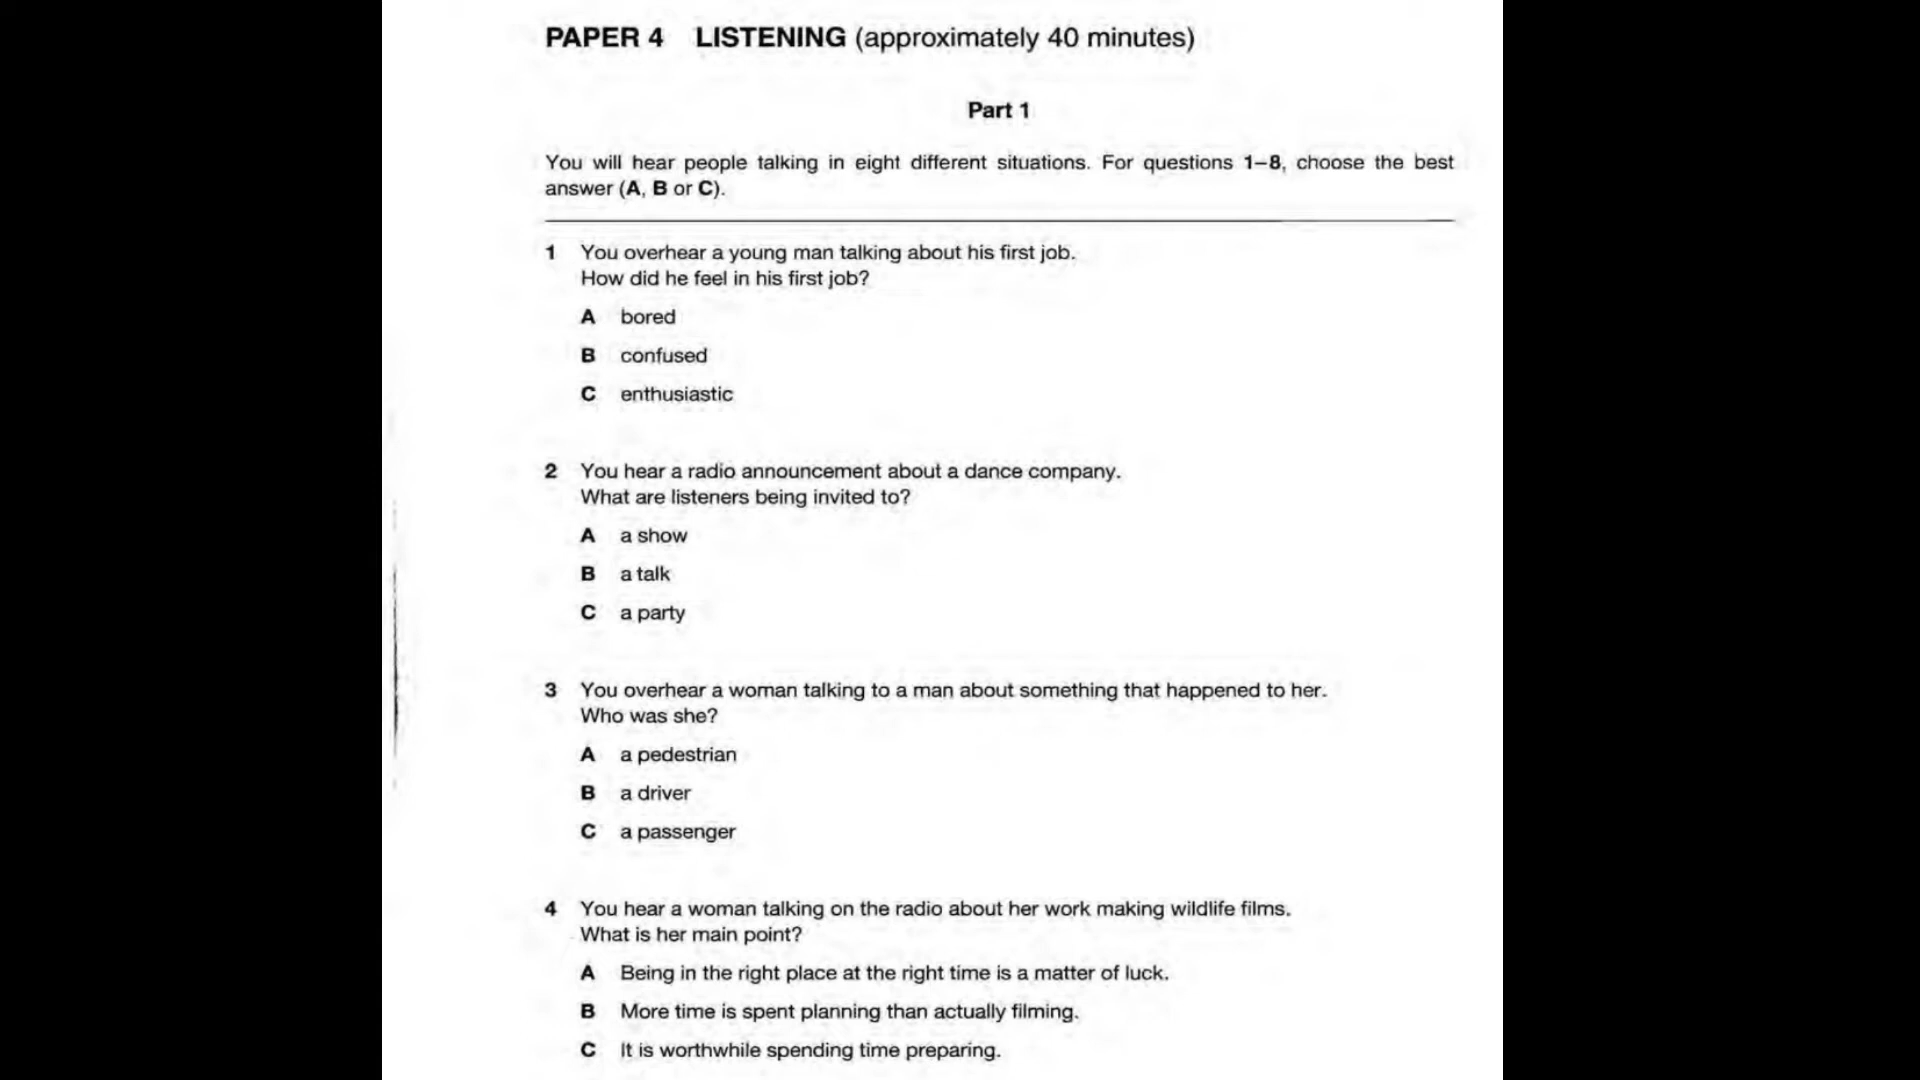 PAPER 4 LISTENING (approximately 40 minutes)
Part 1
You will hear people talking in eight different situations. For questions 1–8, choose the best
answer (A, B or C).
1 You overhear a young man talking about his first job.
How did he feel in his first job?
A bored
B confused
C enthusiastic
2 You hear a radio announcement about a dance company.
What are listeners being invited to?
A a show
B a talk
C a party
3 You overhear a woman talking to a man about something that happened to her.
Who was she?
A a pedestrian
B a driver
C a passenger
4 You hear a woman talking on the radio about her work making wildlife films.
What is her main point?
A Being in the right place at the right time is a matter of luck.
B More time is spent planning than actually filming.
C It is worthwhile spending time preparing.